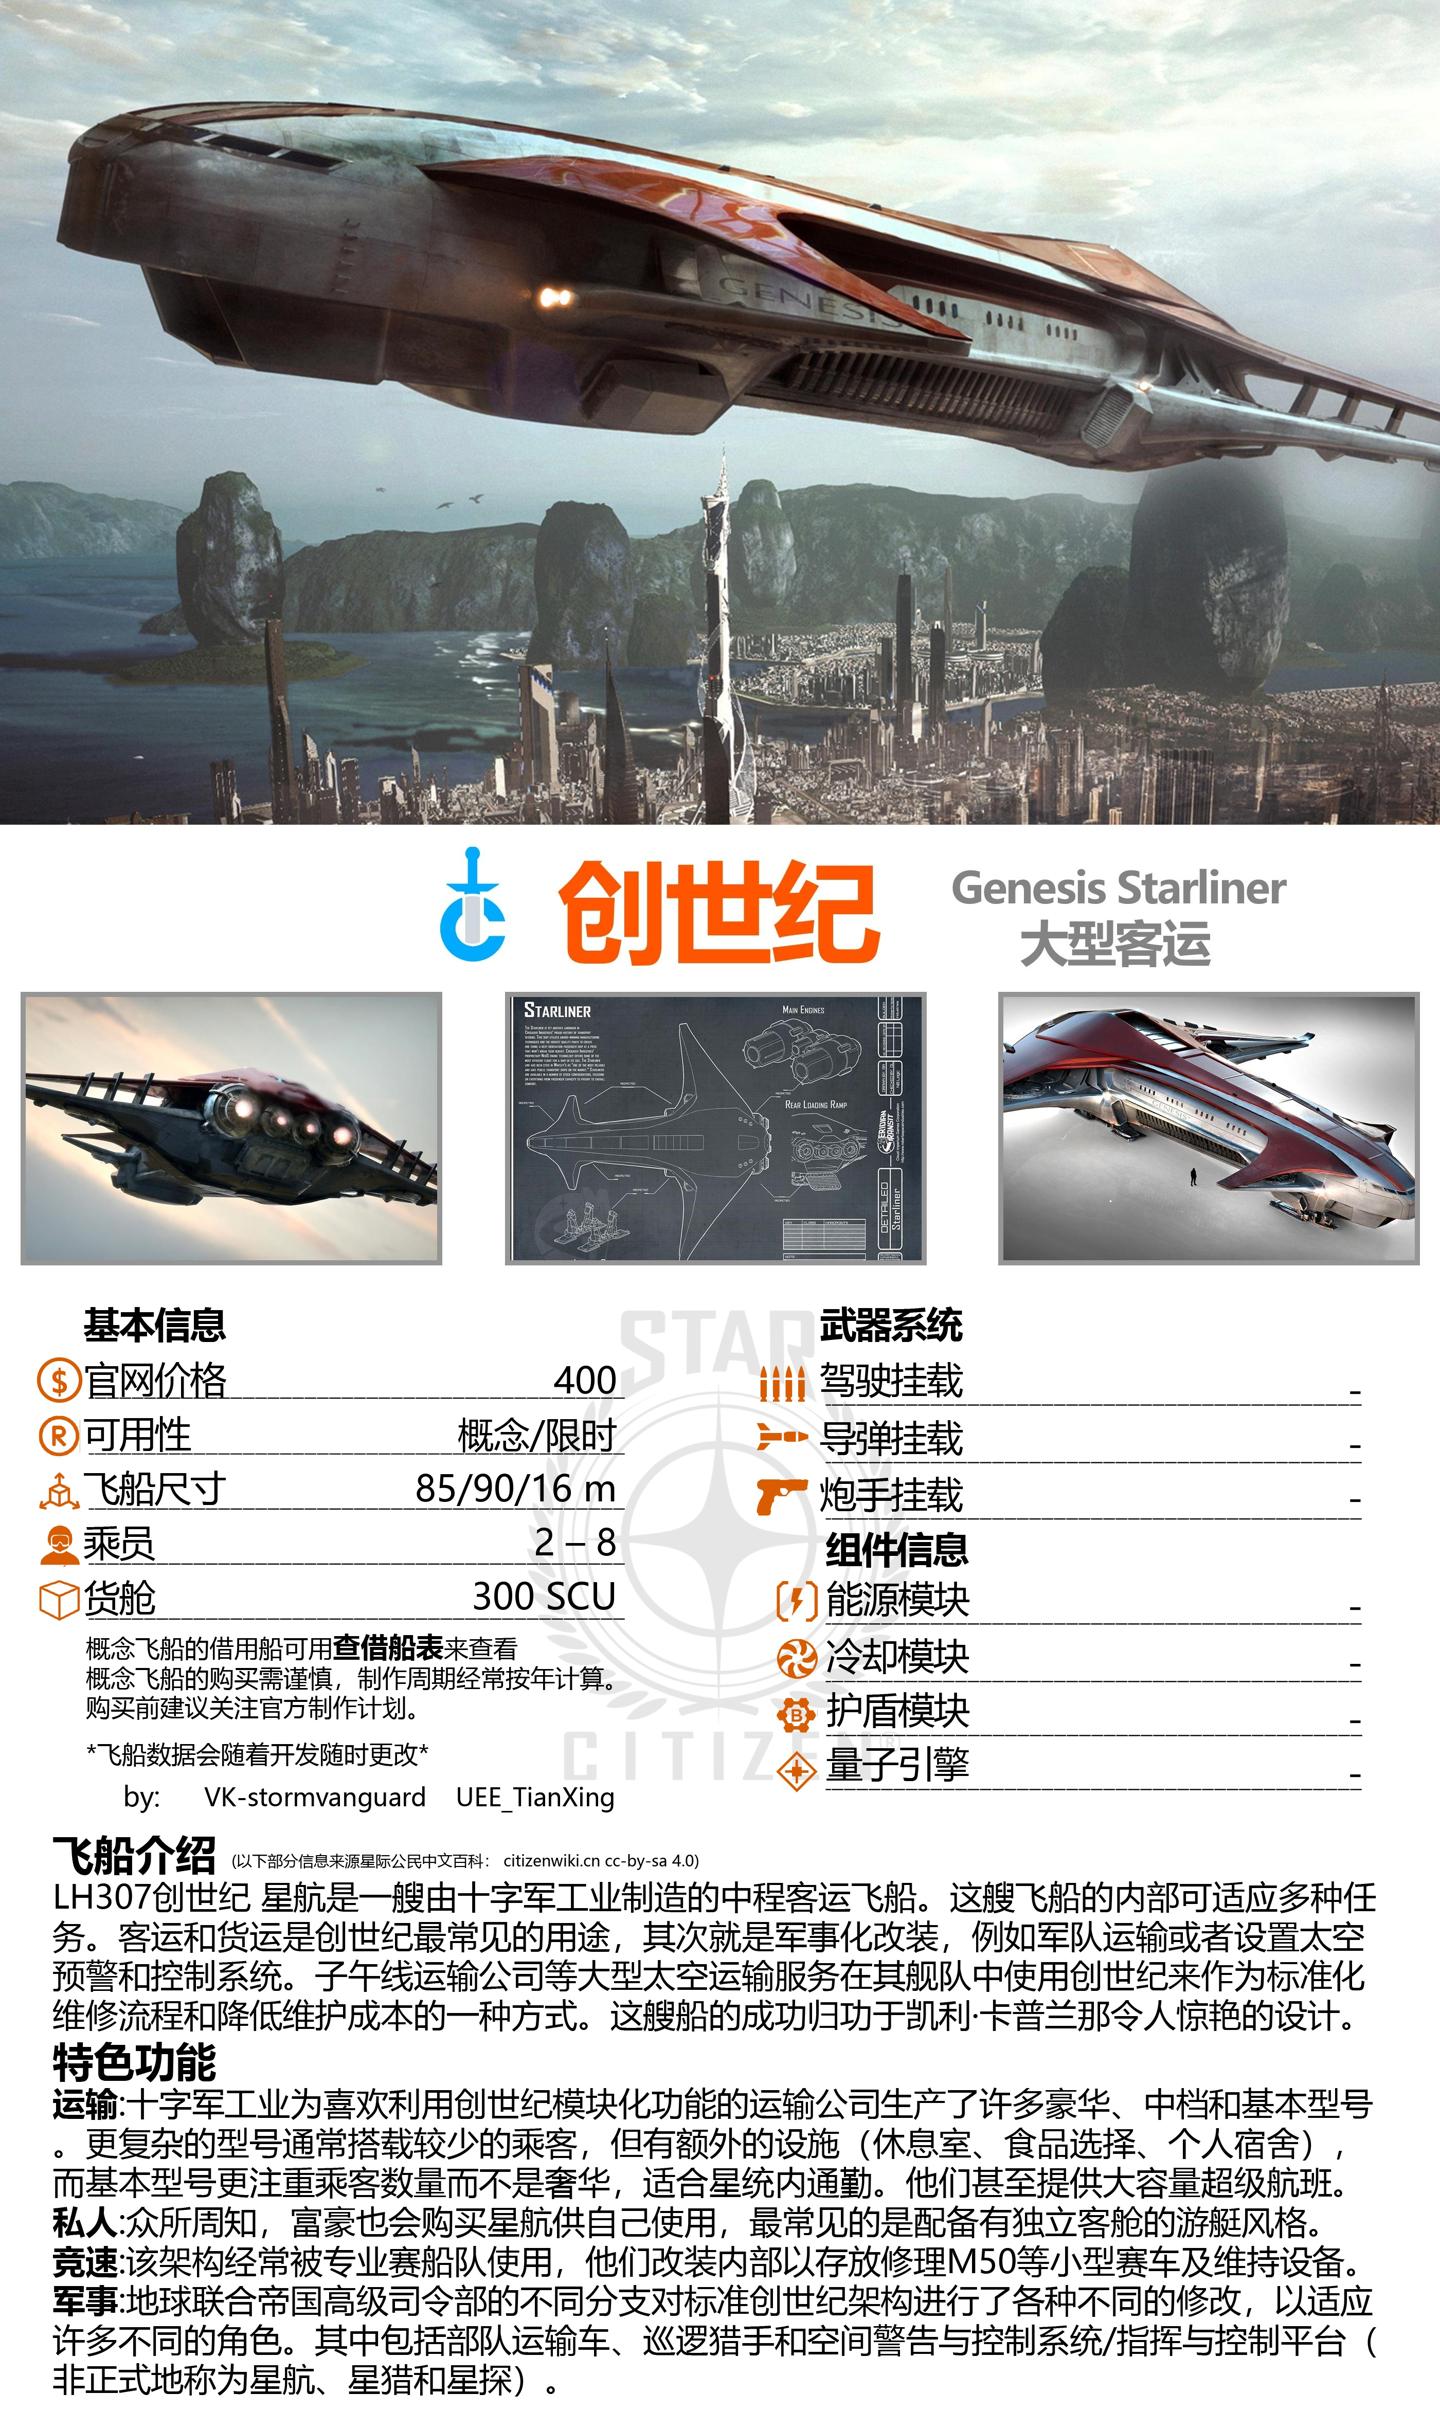 GENESIS
创世纪
Genesis Starliner
大型客运
STARLINER
MAIN ENGINES
REAR LOADING RAMP
DETAILED
Starliner
基本信息
官网价格 400
可用性 概念/限时
飞船尺寸 85/90/16 m
乘员 2 – 8
货舱 300 SCU
概念飞船的借用船可用查借船表来查看
概念飞船的购买需谨慎，制作周期经常按年计算。
购买前建议关注官方制作计划。
*飞船数据会随着开发随时更改*
by: VK-stormvanguard UEE_TianXing
STAR
CITIZEN
武器系统
驾驶挂载 -
导弹挂载 -
炮手挂载 -
组件信息
能源模块 -
冷却模块 -
护盾模块 -
量子引擎 -
飞船介绍 (以下部分信息来源星际公民中文百科： citizenwiki.cn cc-by-sa 4.0)
LH307创世纪 星航是一艘由十字军工业制造的中程客运飞船。这艘飞船的内部可适应多种任
务。客运和货运是创世纪最常见的用途，其次就是军事化改装，例如军队运输或者设置太空
预警和控制系统。子午线运输公司等大型太空运输服务在其舰队中使用创世纪来作为标准化
维修流程和降低维护成本的一种方式。这艘船的成功归功于凯利·卡普兰那令人惊艳的设计。
特色功能
运输:十字军工业为喜欢利用创世纪模块化功能的运输公司生产了许多豪华、中档和基本型号
。更复杂的型号通常搭载较少的乘客，但有额外的设施（休息室、食品选择、个人宿舍），
而基本型号更注重乘客数量而不是奢华，适合星统内通勤。他们甚至提供大容量超级航班。
私人:众所周知，富豪也会购买星航供自己使用，最常见的是配备有独立客舱的游艇风格。
竞速:该架构经常被专业赛船队使用，他们改装内部以存放修理M50等小型赛车及维持设备。
军事:地球联合帝国高级司令部的不同分支对标准创世纪架构进行了各种不同的修改，以适应
许多不同的角色。其中包括部队运输车、巡逻猎手和空间警告与控制系统/指挥与控制平台（
非正式地称为星航、星猎和星探）。